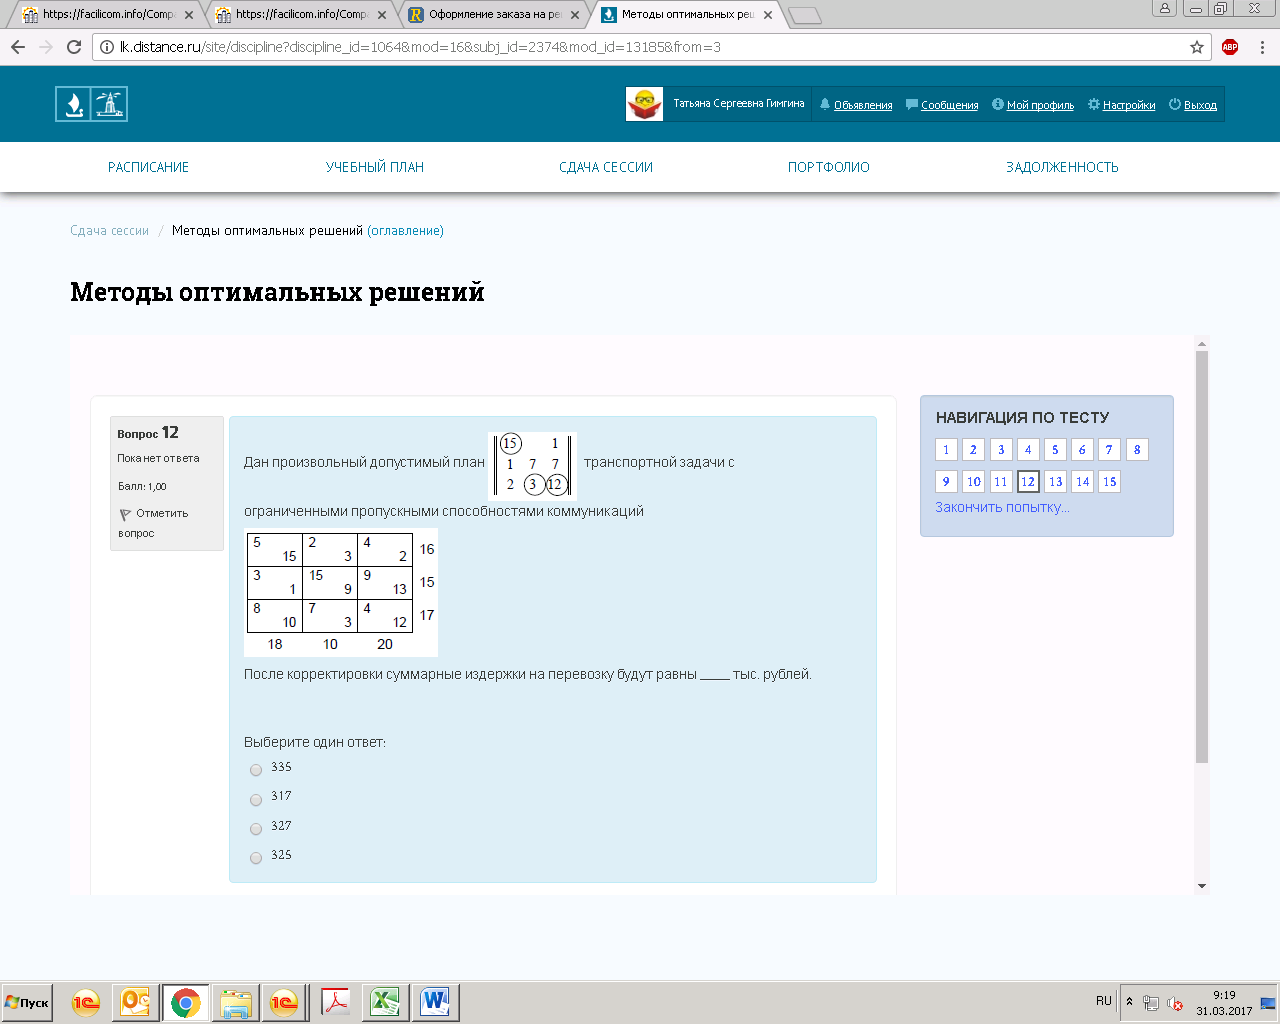 https://facilicom.info/Compa
https://facilicom.info/Compa
Оформление заказа на ре
Методы оптимальных реш
lk.distance.ru/site/discipline?discipline_id=1064&mod=16&subj_id=2374&mod_id=13185&from=3
ABP
Татьяна Сергеевна Гимгина
Объявления
Сообщения
Мой профиль
Настройки
Выход
РАСПИСАНИЕ
УЧЕБНЫЙ ПЛАН
СДАЧА СЕССИИ
ПОРТФОЛИО
ЗАДОЛЖЕННОСТЬ
Сдача сессии / Методы оптимальных решений (оглавление)
Методы оптимальных решений
Вопрос 12
Пока нет ответа
Балл: 1,00
Отметить
вопрос
Дан произвольный допустимый план
15 1
1 7 7
2 3 12
транспортной задачи с
ограниченными пропускными способностями коммуникаций
5 15 2 3 4 2 16
3 1 15 9 9 13 15
8 10 7 3 4 12 17
18 10 20
После корректировки суммарные издержки на перевозку будут равны ____ тыс. рублей.
Выберите один ответ:
335
317
327
325
НАВИГАЦИЯ ПО ТЕСТУ
1 2 3 4 5 6 7 8
9 10 11 12 13 14 15
Закончить попытку...
Пуск
RU
9:19
31.03.2017